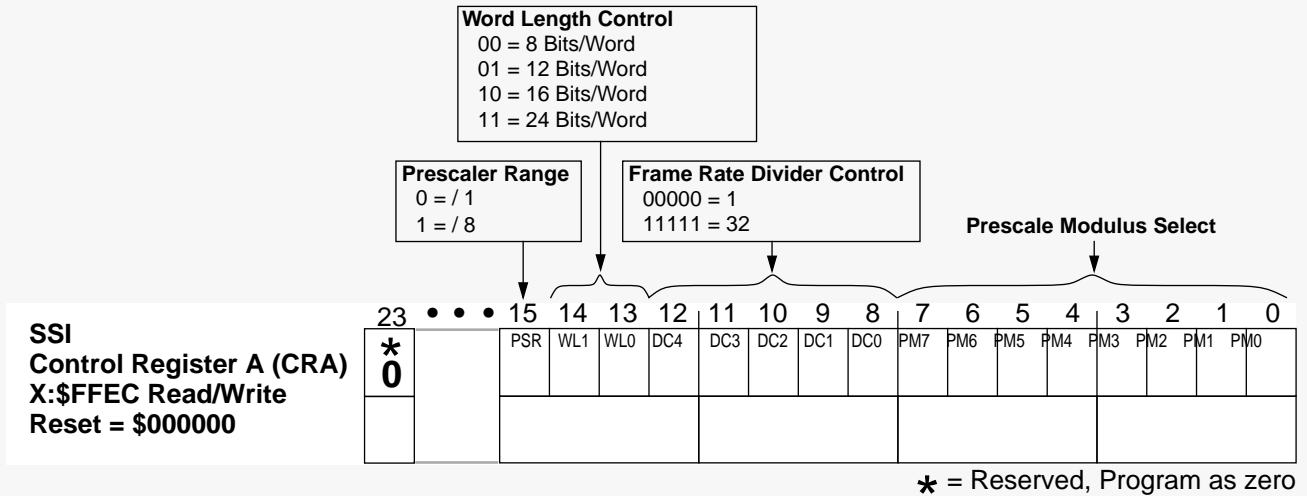 Word Length Control
00 = 8 Bits/Word
01 = 12 Bits/Word
10 = 16 Bits/Word
11 = 24 Bits/Word
Prescaler Range
0 = / 1
1 = / 8
Frame Rate Divider Control
00000 = 1
11111 = 32
Prescale Modulus Select
23 • • • 15 14 13 12 11 10 9 8 7 6 5 4 3 2 1 0
* PSR WL1 WL0 DC4 DC3 DC2 DC1 DC0 PM7 PM6 PM5 PM4 PM3 PM2 PM1 PM0
0
SSI
Control Register A (CRA)
X:$FFEC Read/Write
Reset = $000000
* = Reserved, Program as zero